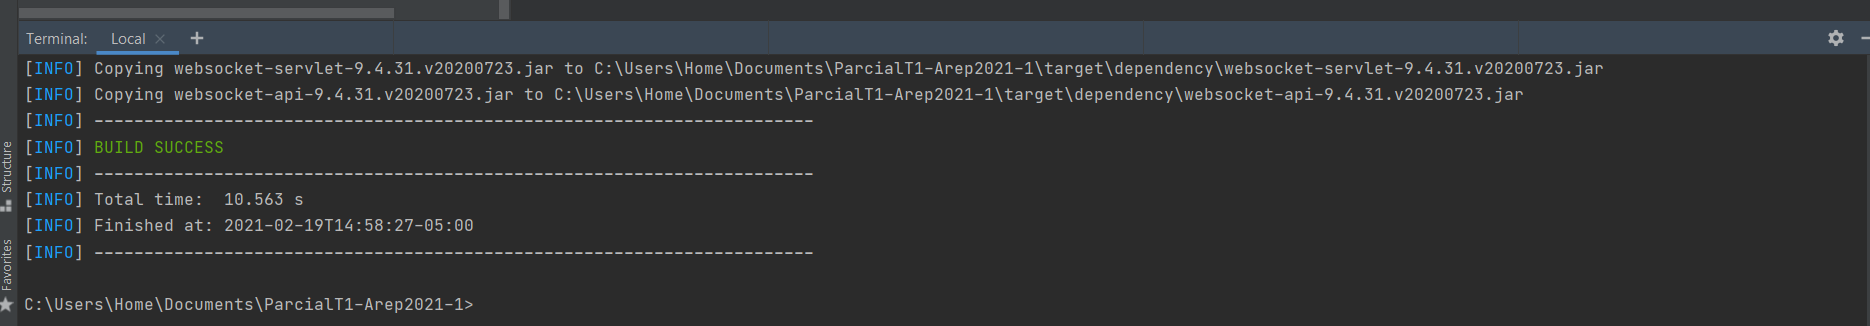 Terminal: Local × +
[INFO] Copying websocket-servlet-9.4.31.v20200723.jar to C:\Users\Home\Documents\ParcialT1-Arep2021-1\target\dependency\websocket-servlet-9.4.31.v20200723.jar
[INFO] Copying websocket-api-9.4.31.v20200723.jar to C:\Users\Home\Documents\ParcialT1-Arep2021-1\target\dependency\websocket-api-9.4.31.v20200723.jar
[INFO] ------------------------------------------------------------------------
[INFO] BUILD SUCCESS
[INFO] ------------------------------------------------------------------------
[INFO] Total time:  10.563 s
[INFO] Finished at: 2021-02-19T14:58:27-05:00
[INFO] ------------------------------------------------------------------------
C:\Users\Home\Documents\ParcialT1-Arep2021-1>
Structure
Favorites